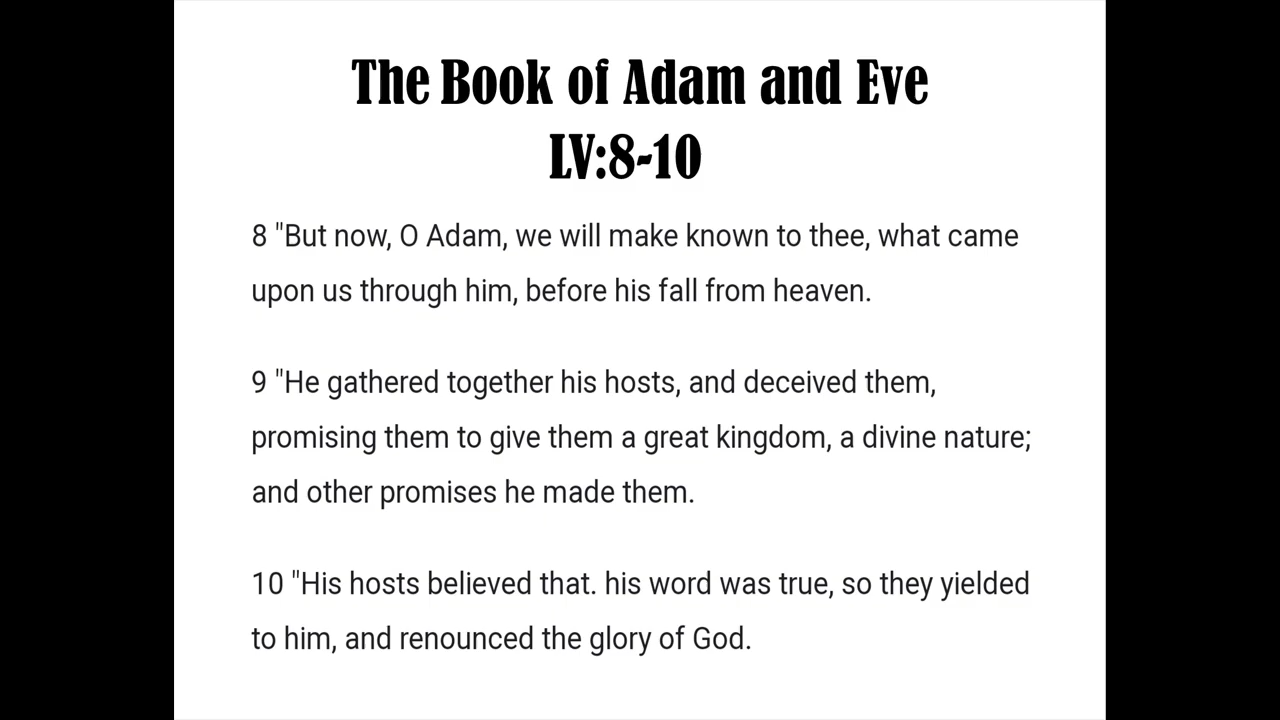 The Book of Adam and Eve
LV:8-10
8 "But now, O Adam, we will make known to thee, what came
upon us through him, before his fall from heaven.
9 "He gathered together his hosts, and deceived them,
promising them to give them a great kingdom, a divine nature;
and other promises he made them.
10 "His hosts believed that. his word was true, so they yielded
to him, and renounced the glory of God.